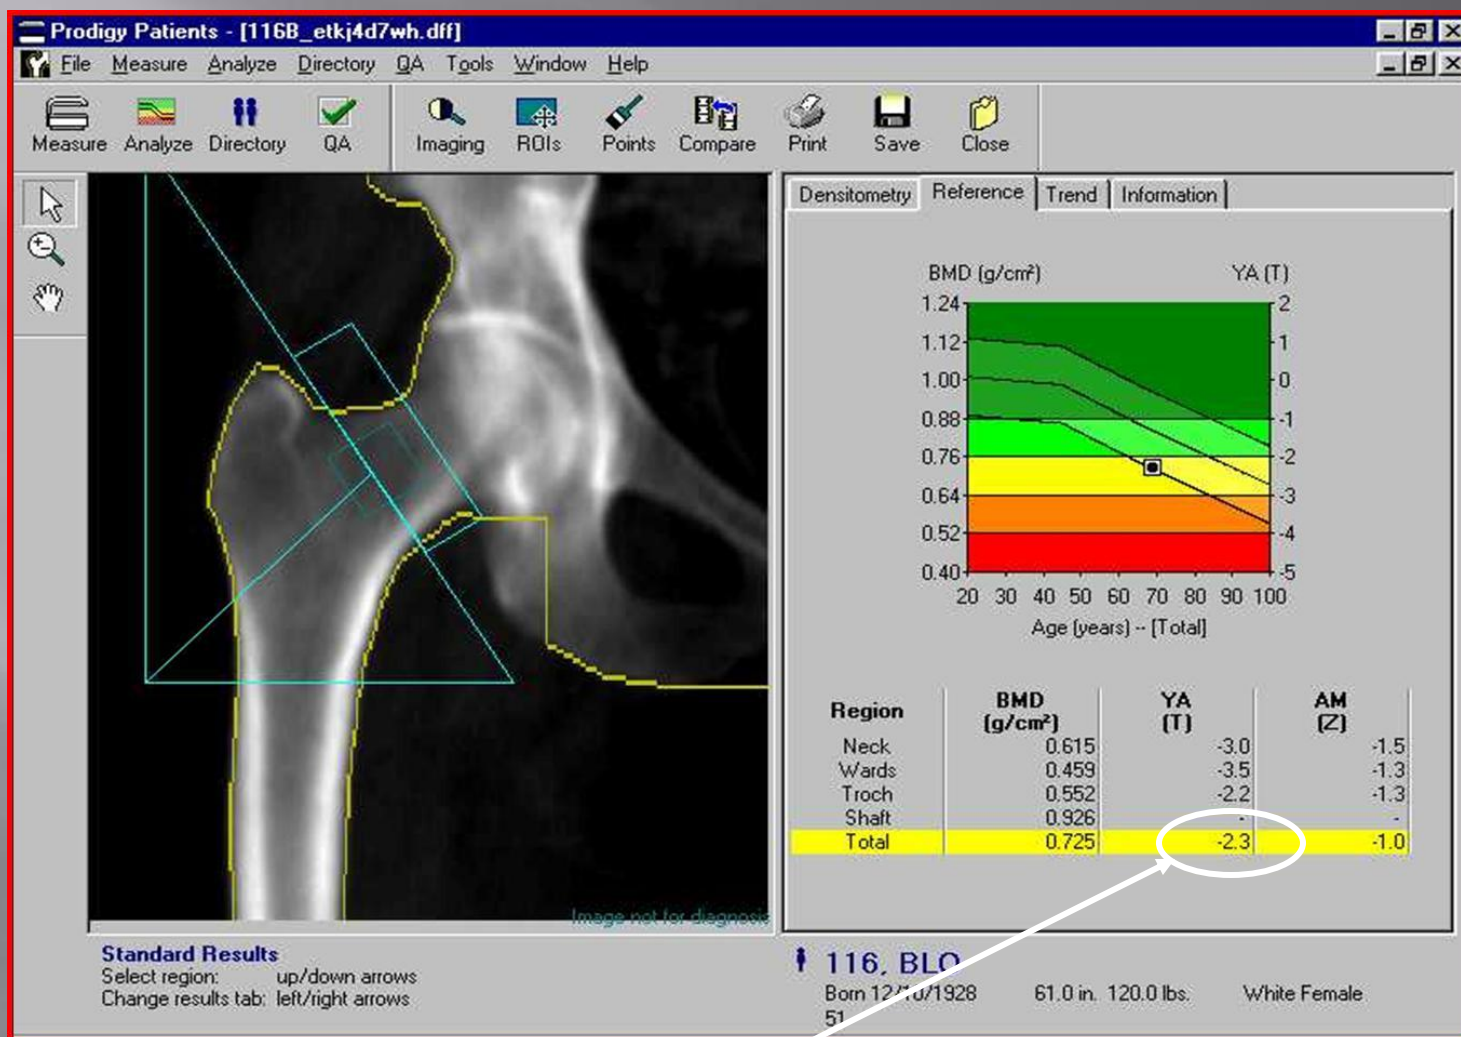 Prodigy Patients - [116B_etkj4d7wh.dff]
File Measure Analyze Directory QA Tools Window Help
Measure Analyze Directory QA Imaging ROIs Points Compare Print Save Close
Densitometry Reference Trend Information
BMD (g/cm²) YA (T)
1.24 2
1.12 1
1.00 0
0.88 -1
0.76 -2
0.64 -3
0.52 -4
0.40 -5
20 30 40 50 60 70 80 90 100
Age (years) -- [Total]
Region BMD (g/cm²) YA (T) AM (Z)
Neck 0.615 -3.0 -1.5
Wards 0.459 -3.5 -1.3
Troch 0.552 -2.2 -1.3
Shaft 0.926 - -
Total 0.725 -2.3 -1.0
Image not for diagnosis
Standard Results
Select region: up/down arrows
Change results tab: left/right arrows
116, BLO
Born 12/10/1928 61.0 in. 120.0 lbs. White Female
51